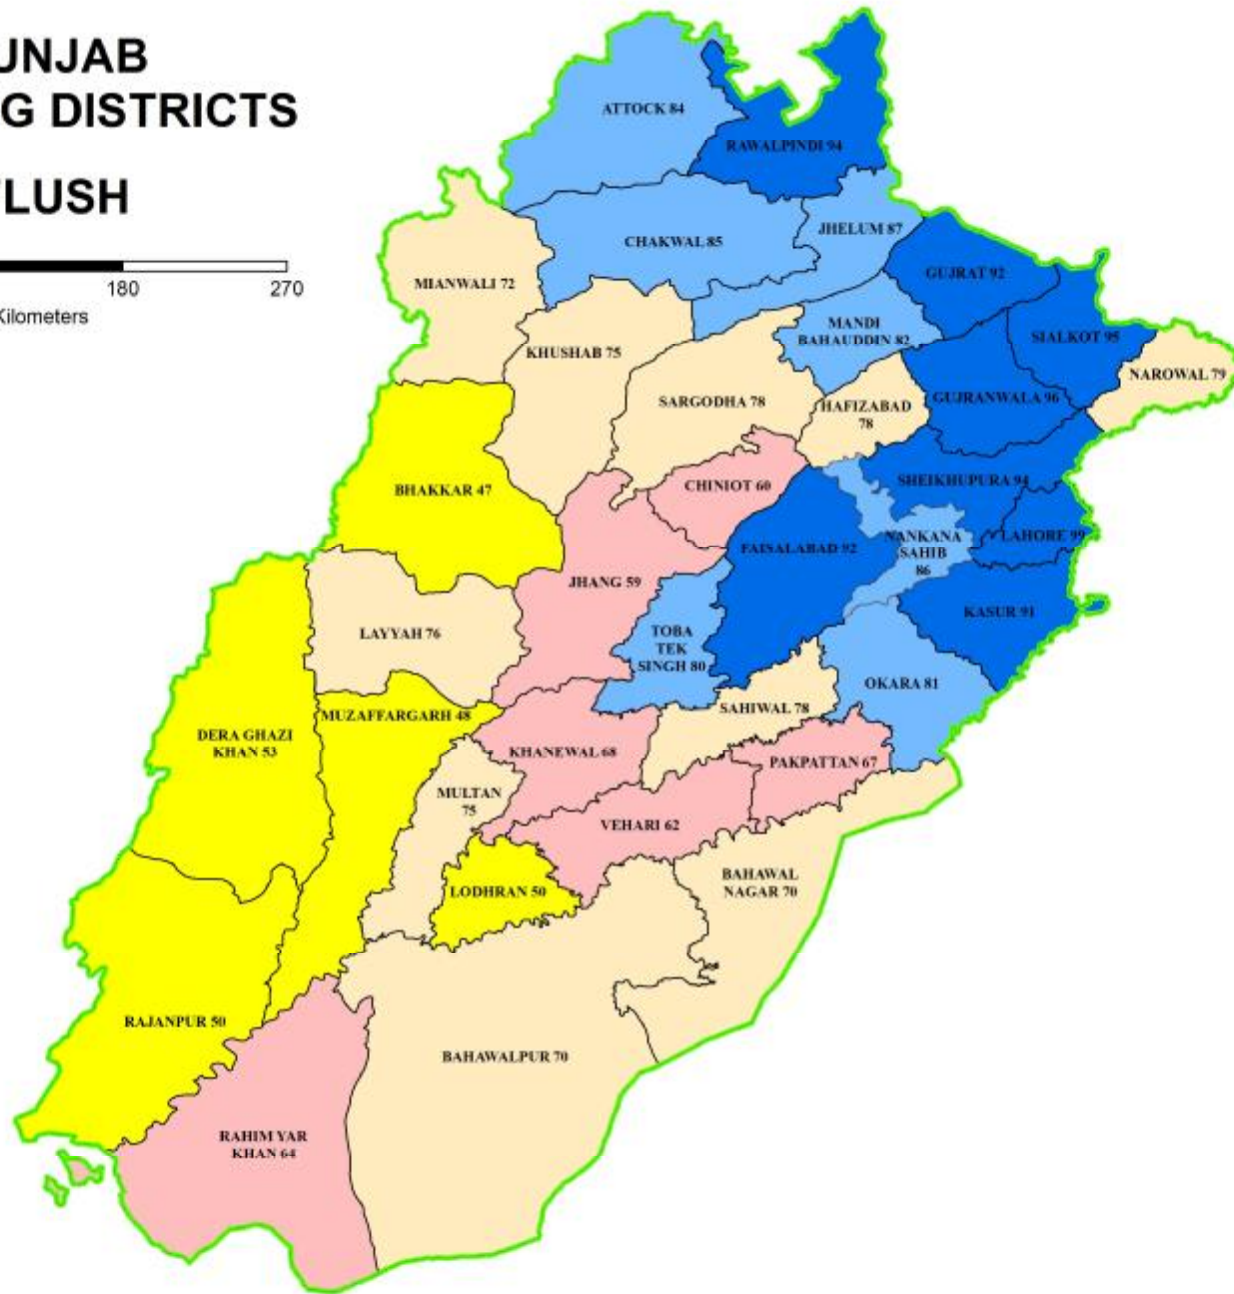 UNJAB
G DISTRICTS
FLUSH
180 270
Kilometers
ATTOCK 84
RAWALPINDI 94
CHAKWAL 85
JHELUM 87
MIANWALI 72
GUJRAT 92
MANDI
BAHAUDDIN 82
SIALKOT 95
KHUSHAB 75
NAROWAL 79
SARGODHA 78
HAFIZABAD
78
GUJRANWALA 96
BHAKKAR 47
CHINIOT 60
SHEIKHUPURA 94
FAISALABAD 92
NANKANA
SAHIB
86
LAHORE 99
JHANG 59
LAYYAH 76
TOBA
TEK
SINGH 80
KASUR 91
OKARA 81
MUZAFFARGARH 48
SAHIWAL 78
DERA GHAZI
KHAN 53
KHANEWAL 68
PAKPATTAN 67
MULTAN
75
VEHARI 62
LODHRAN 50
BAHAWAL
NAGAR 70
RAJANPUR 50
BAHAWALPUR 70
RAHIM YAR
KHAN 64